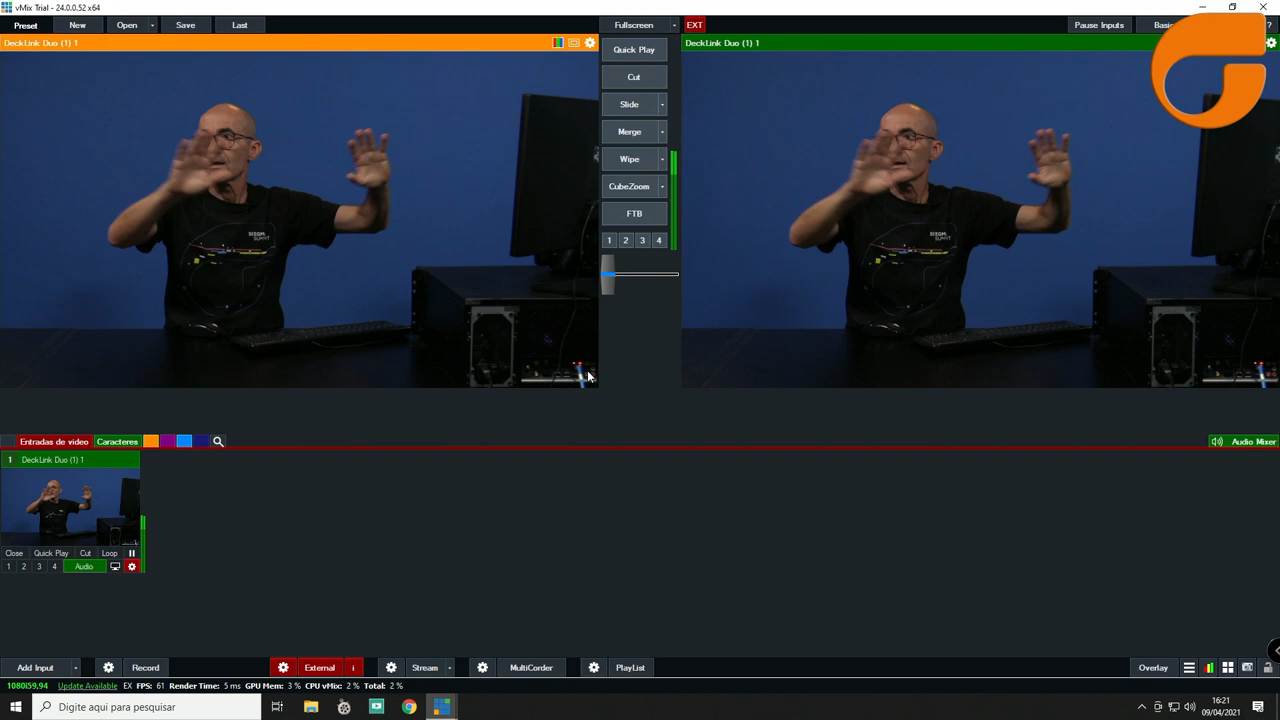 vMix Trial - 24.0.0.52 x64
Preset New Open Save Last Fullscreen EXT Pause Inputs Basic ?
DeckLink Duo (1) 1
DeckLink Duo (1) 1
Quick Play
Cut
Slide
Merge
Wipe
CubeZoom
FTB
1 2 3 4
SIEGM
Entradas de video Caracteres Audio Mixer
1 DeckLink Duo (1) 1
Close Quick Play Cut Loop
1 2 3 4 Audio
Add Input Record External i Stream MultiCorder PlayList Overlay
1080i59,94 Update Available EX FPS: 61 Render Time: 5 ms GPU Mem: 3 % CPU vMix: 2 % Total: 2 %
Digite aqui para pesquisar
16:21
09/04/2021